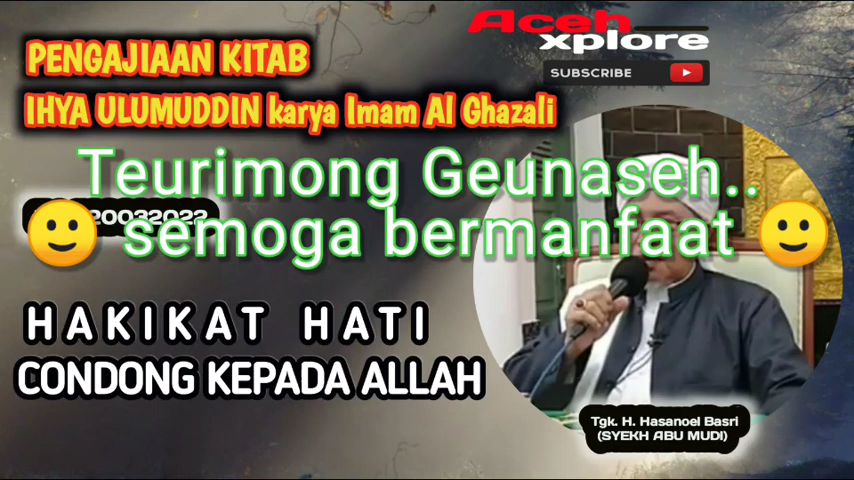 Aceh
xplore
SUBSCRIBE
PENGAJIAAN KITAB
IHYA ULUMUDDIN karya Imam Al Ghazali
Teurimong Geunaseh..
20032022
🙂 semoga bermanfaat 🙂
HAKIKAT HATI
CONDONG KEPADA ALLAH
Tgk. H. Hasanoel Basri
(SYEKH ABU MUDI)